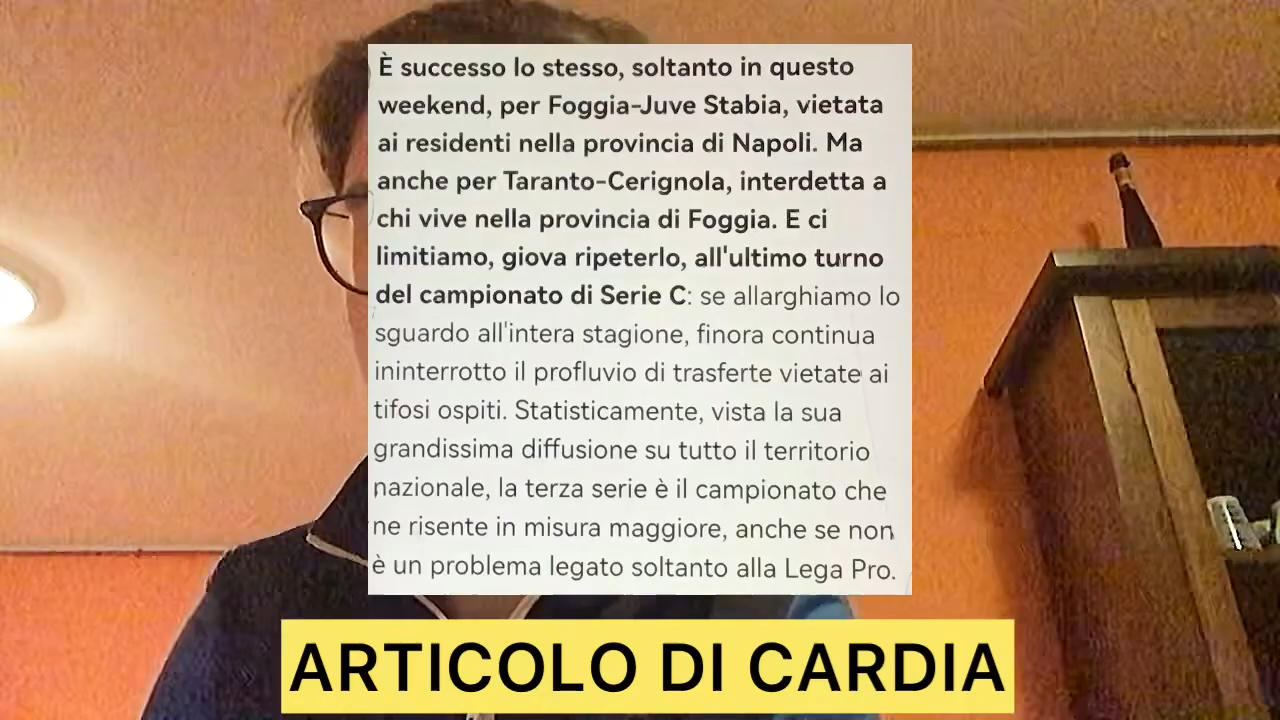 È successo lo stesso, soltanto in questo
weekend, per Foggia-Juve Stabia, vietata
ai residenti nella provincia di Napoli. Ma
anche per Taranto-Cerignola, interdetta a
chi vive nella provincia di Foggia. E ci
limitiamo, giova ripeterlo, all'ultimo turno
del campionato di Serie C: se allarghiamo lo
sguardo all'intera stagione, finora continua
ininterrotto il profluvio di trasferte vietate ai
tifosi ospiti. Statisticamente, vista la sua
grandissima diffusione su tutto il territorio
nazionale, la terza serie è il campionato che
ne risente in misura maggiore, anche se non
è un problema legato soltanto alla Lega Pro.
ARTICOLO DI CARDIA